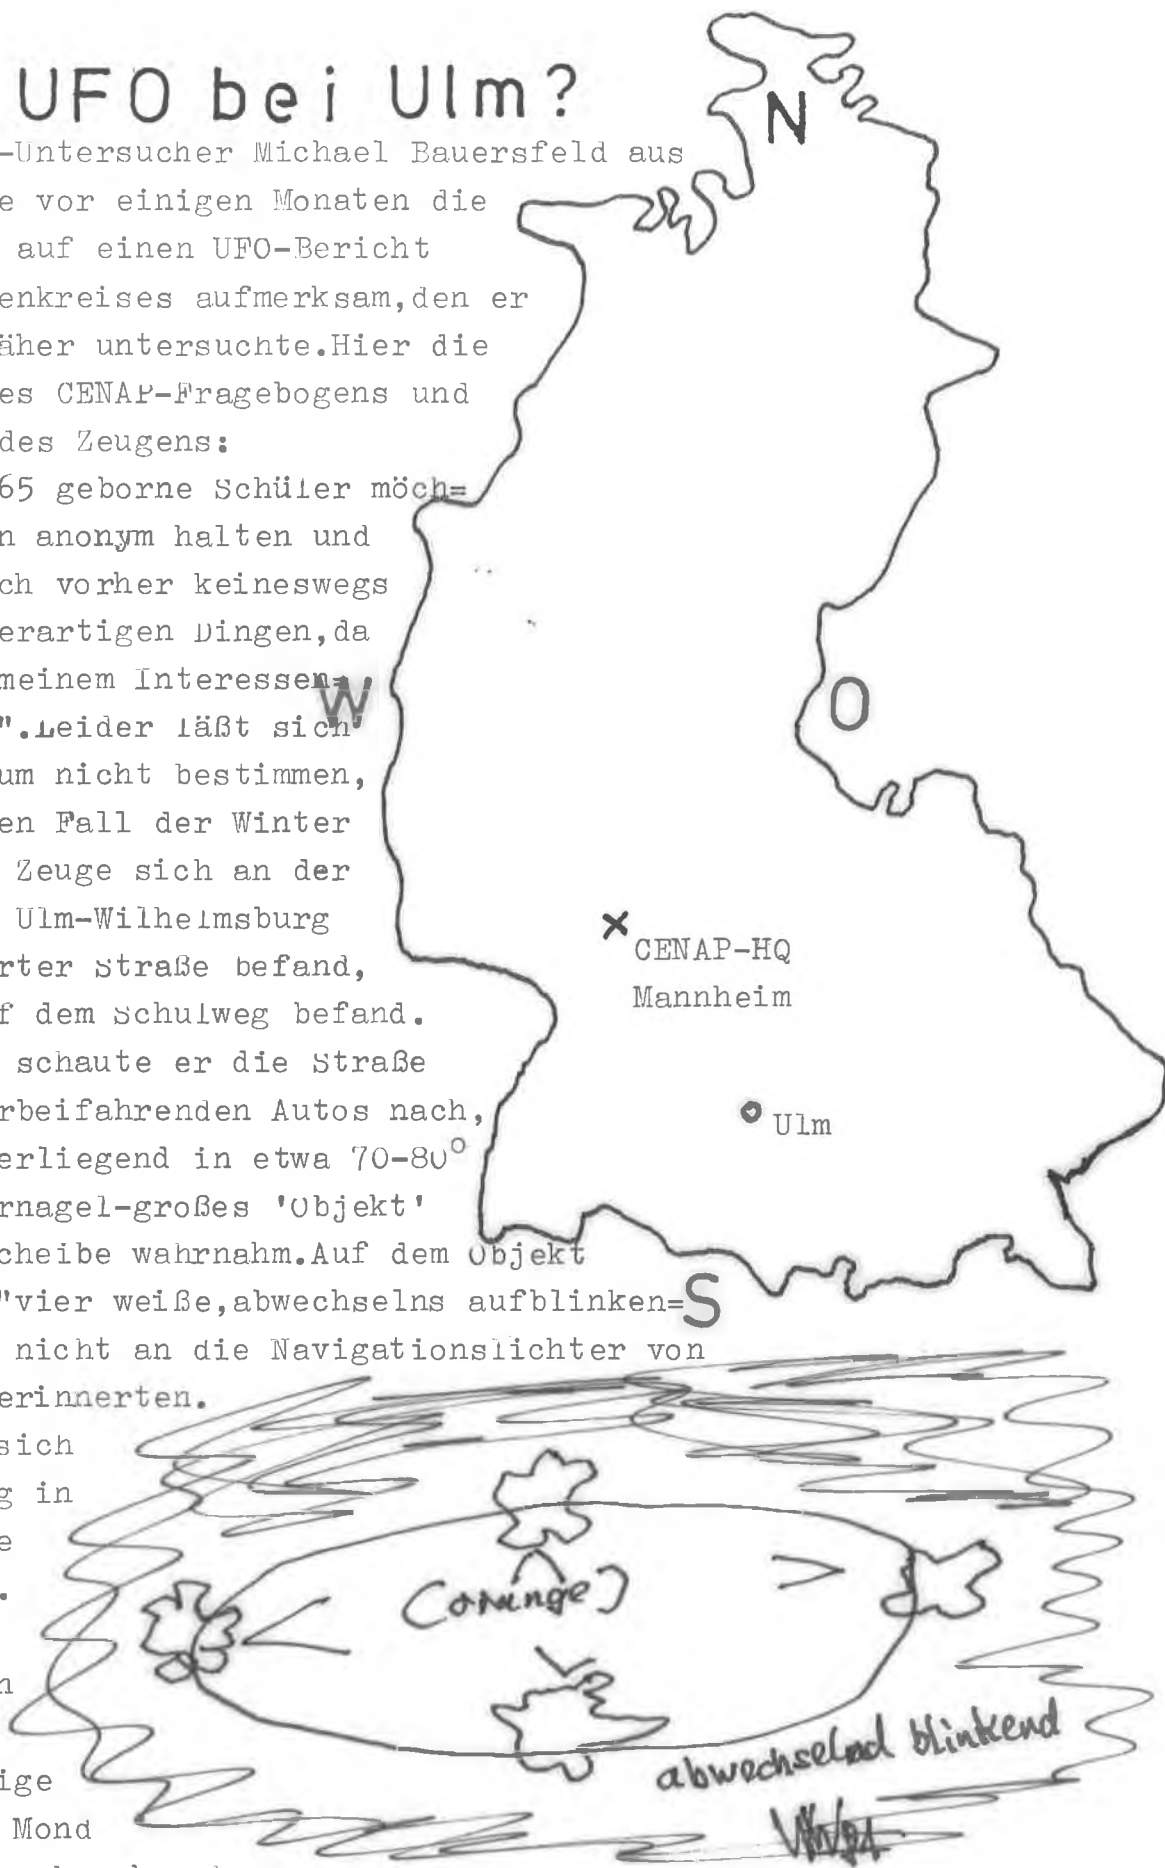 UFO bei Ulm?
-Untersucher Michael Bauersfeld aus
e vor einigen Monaten die
auf einen UFO-Bericht
enkreises aufmerksam,den er
äher untersuchte.Hier die
es CENAP-Fragebogens und
des Zeugens:
65 geborne Schüler möch=
n anonym halten und
ch vorher keineswegs
erartigen Dingen,da
meinem Interessen=
".Leider läßt sich
um nicht bestimmen,
en Fall der Winter
Zeuge sich an der
Ulm-Wilhelmsburg
rter Straße befand,
f dem Schulweg befand.
schaute er die Straße
rbeifahrenden Autos nach,
erliegend in etwa 70-80°
rnagel-großes 'Objekt'
cheibe wahrnahm.Auf dem Objekt
"vier weiße,abwechselns aufblinken=
nicht an die Navigationslichter von
erinnerten.
sich
g in
e
.
n
ige
Mond
N
W
O
S
CENAP-HQ
Mannheim
Ulm
(orange)
abwechselnd blinkend